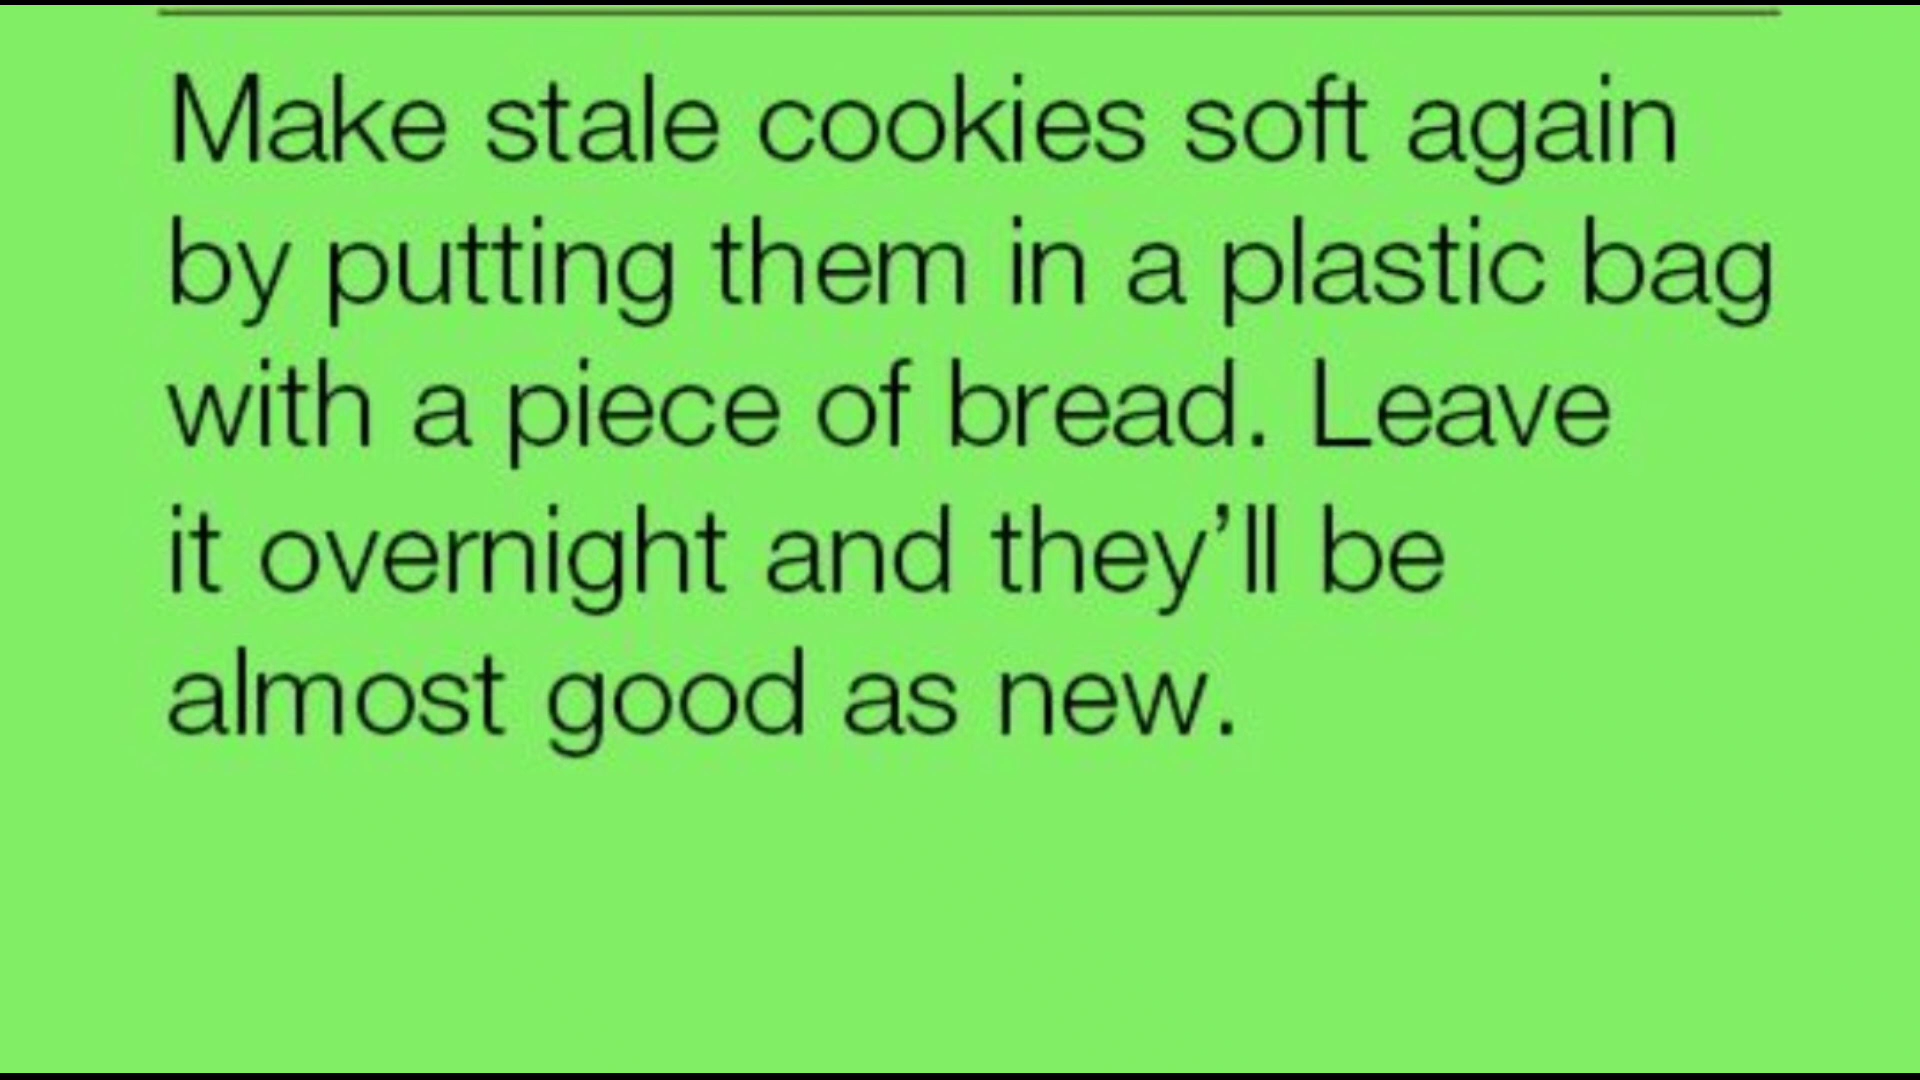 Make stale cookies soft again
by putting them in a plastic bag
with a piece of bread. Leave
it overnight and they’ll be
almost good as new.